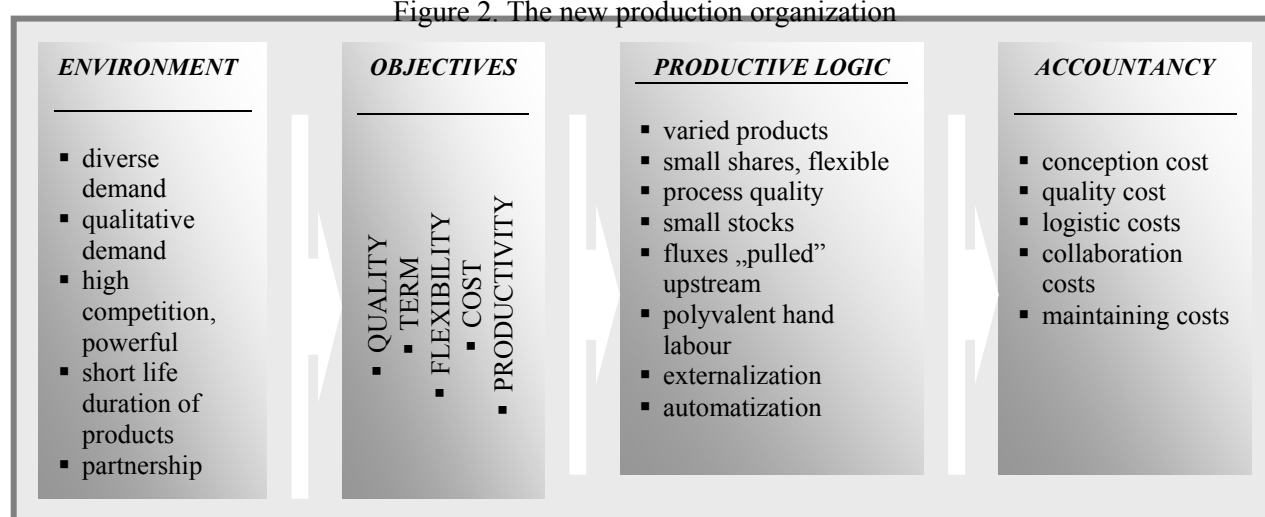 Figure 2. The new production organization
ENVIRONMENT
▪ diverse
demand
▪ qualitative
demand
▪ high
competition,
powerful
▪ short life
duration of
products
▪ partnership
OBJECTIVES
▪ QUALITY
▪ TERM
▪ FLEXIBILITY
▪ COST
▪ PRODUCTIVITY
PRODUCTIVE LOGIC
▪ varied products
▪ small shares, flexible
▪ process quality
▪ small stocks
▪ fluxes „pulled”
upstream
▪ polyvalent hand
labour
▪ externalization
▪ automatization
ACCOUNTANCY
▪ conception cost
▪ quality cost
▪ logistic costs
▪ collaboration
costs
▪ maintaining costs